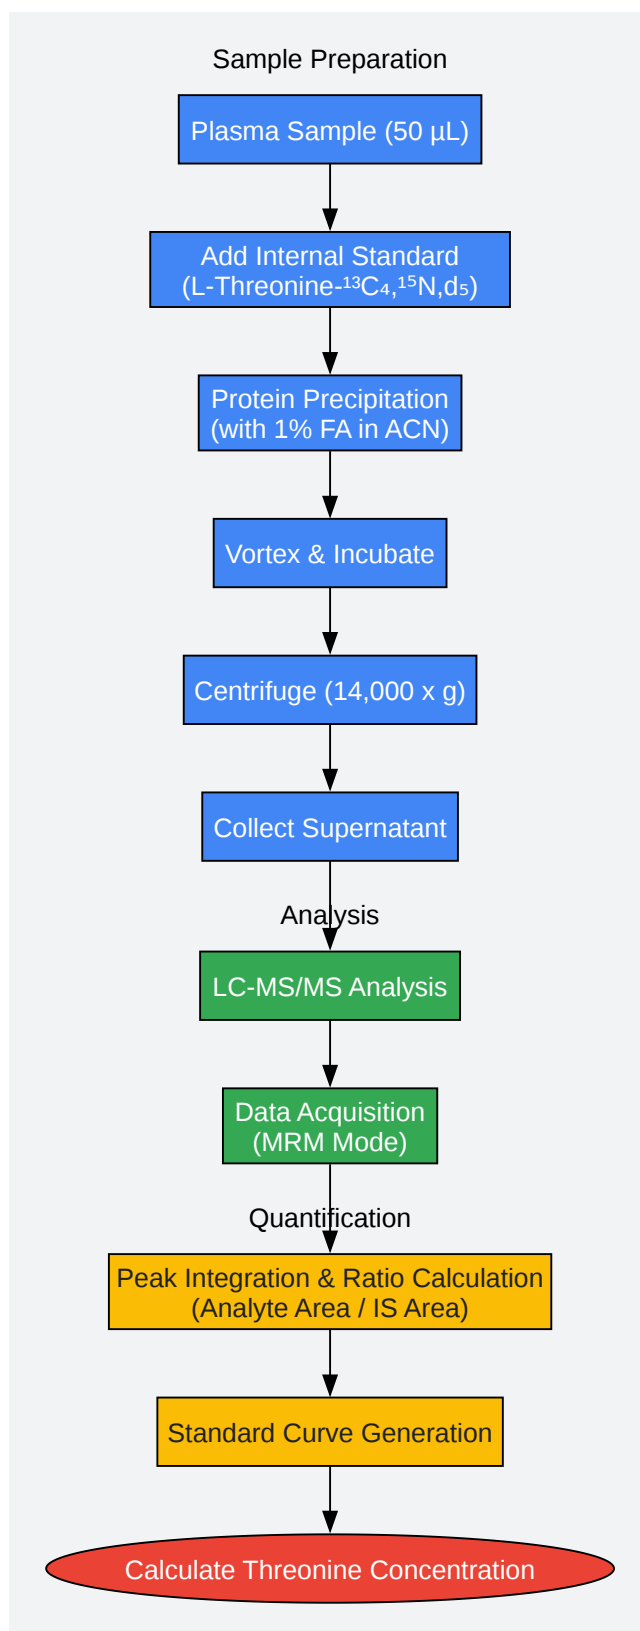 Sample Preparation
Plasma Sample (50 µL)
Add Internal Standard
(L-Threonine-¹³C₄,¹⁵N,d₅)
Protein Precipitation
(with 1% FA in ACN)
Vortex & Incubate
Centrifuge (14,000 x g)
Collect Supernatant
Analysis
LC-MS/MS Analysis
Data Acquisition
(MRM Mode)
Quantification
Peak Integration & Ratio Calculation
(Analyte Area / IS Area)
Standard Curve Generation
Calculate Threonine Concentration